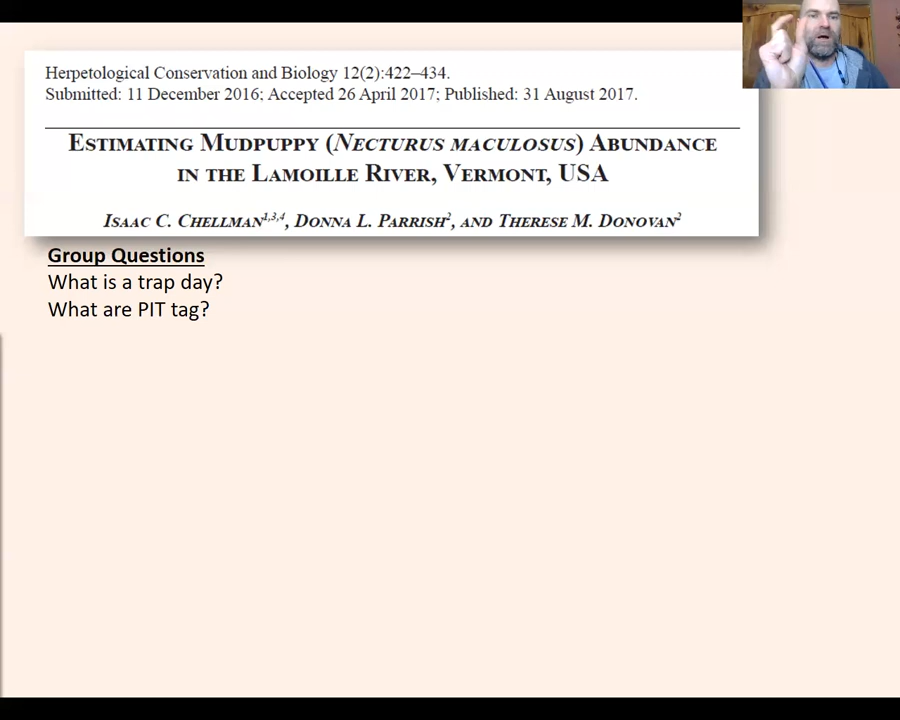 Herpetological Conservation and Biology 12(2):422–434.
Submitted: 11 December 2016; Accepted 26 April 2017; Published: 31 August 2017.
Estimating Mudpuppy (Necturus maculosus) Abundance
in the Lamoille River, Vermont, USA
Isaac C. Chellman1,3,4, Donna L. Parrish2, and Therese M. Donovan2
Group Questions
What is a trap day?
What are PIT tag?